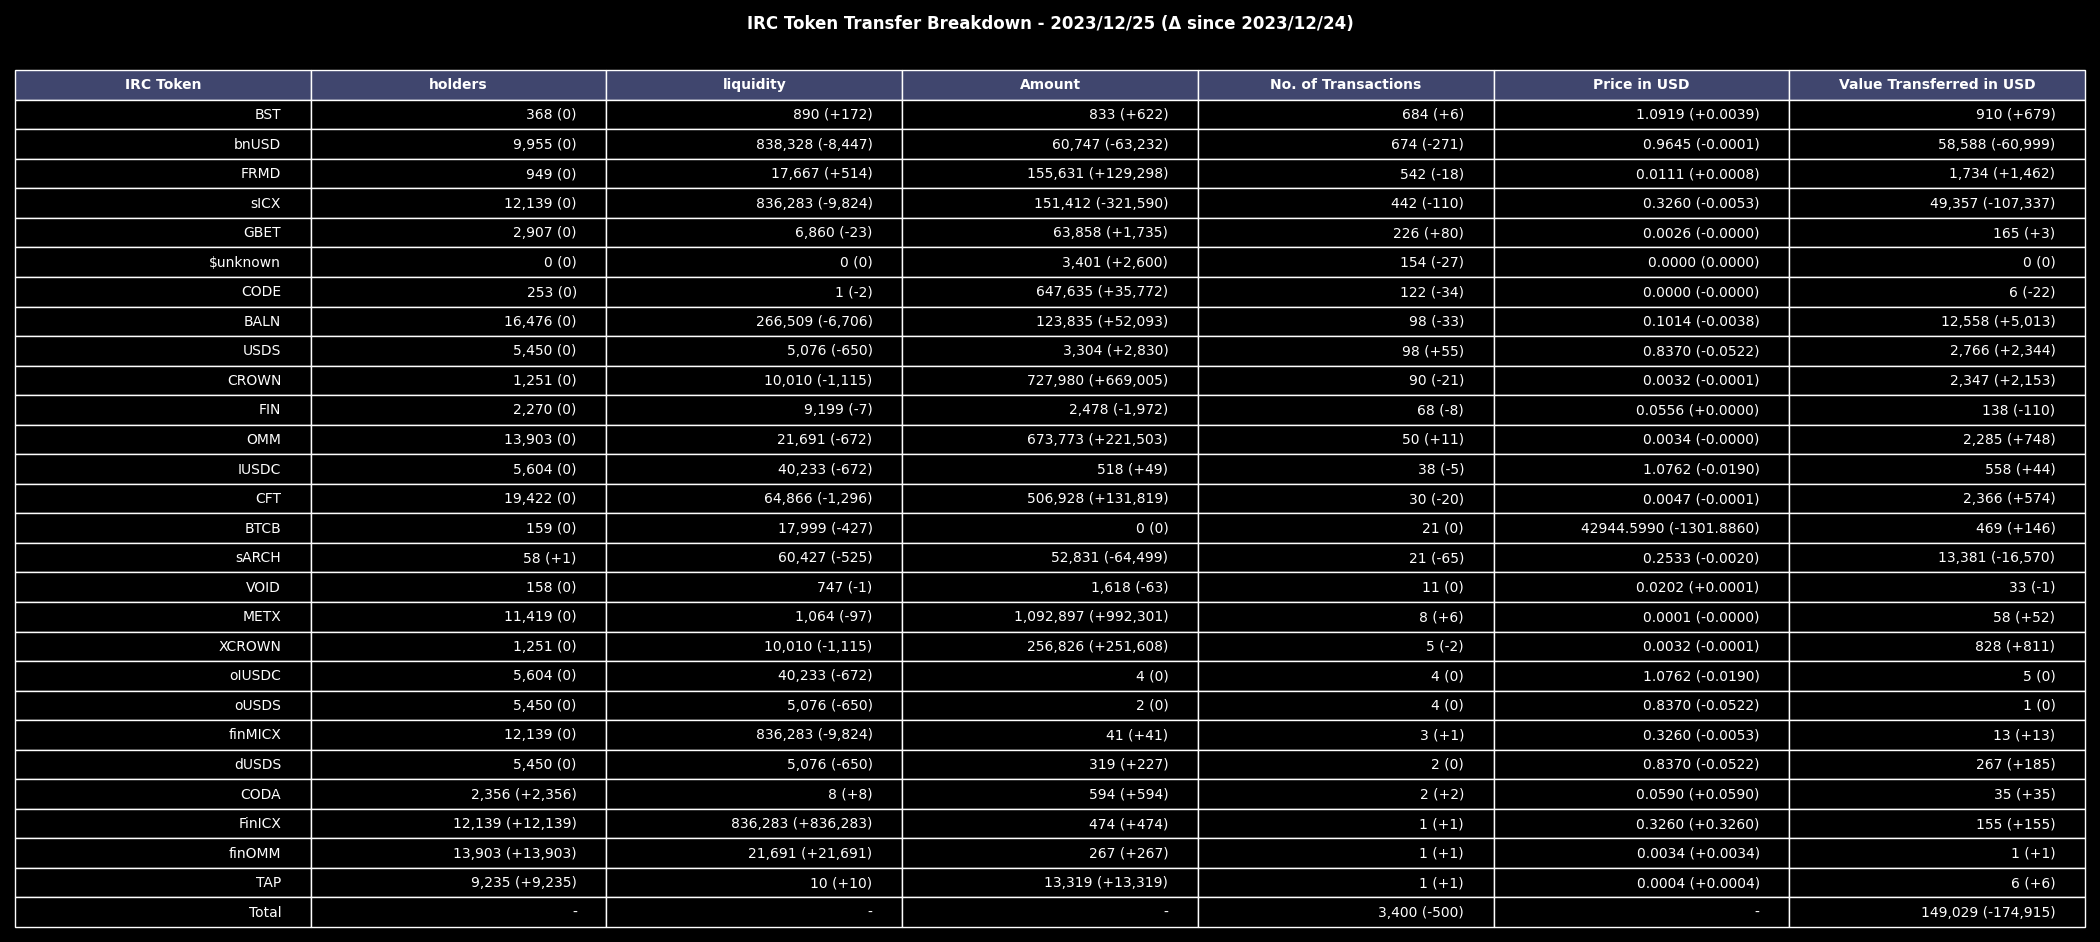 IRC Token Transfer Breakdown - 2023/12/25 (Δ since 2023/12/24)
IRC Token holders liquidity Amount No. of Transactions Price in USD Value Transferred in USD
BST 368 (0) 890 (+172) 833 (+622) 684 (+6) 1.0919 (+0.0039) 910 (+679)
bnUSD 9,955 (0) 838,328 (-8,447) 60,747 (-63,232) 674 (-271) 0.9645 (-0.0001) 58,588 (-60,999)
FRMD 949 (0) 17,667 (+514) 155,631 (+129,298) 542 (-18) 0.0111 (+0.0008) 1,734 (+1,462)
sICX 12,139 (0) 836,283 (-9,824) 151,412 (-321,590) 442 (-110) 0.3260 (-0.0053) 49,357 (-107,337)
GBET 2,907 (0) 6,860 (-23) 63,858 (+1,735) 226 (+80) 0.0026 (-0.0000) 165 (+3)
$unknown 0 (0) 0 (0) 3,401 (+2,600) 154 (-27) 0.0000 (0.0000) 0 (0)
CODE 253 (0) 1 (-2) 647,635 (+35,772) 122 (-34) 0.0000 (-0.0000) 6 (-22)
BALN 16,476 (0) 266,509 (-6,706) 123,835 (+52,093) 98 (-33) 0.1014 (-0.0038) 12,558 (+5,013)
USDS 5,450 (0) 5,076 (-650) 3,304 (+2,830) 98 (+55) 0.8370 (-0.0522) 2,766 (+2,344)
CROWN 1,251 (0) 10,010 (-1,115) 727,980 (+669,005) 90 (-21) 0.0032 (-0.0001) 2,347 (+2,153)
FIN 2,270 (0) 9,199 (-7) 2,478 (-1,972) 68 (-8) 0.0556 (+0.0000) 138 (-110)
OMM 13,903 (0) 21,691 (-672) 673,773 (+221,503) 50 (+11) 0.0034 (-0.0000) 2,285 (+748)
IUSDC 5,604 (0) 40,233 (-672) 518 (+49) 38 (-5) 1.0762 (-0.0190) 558 (+44)
CFT 19,422 (0) 64,866 (-1,296) 506,928 (+131,819) 30 (-20) 0.0047 (-0.0001) 2,366 (+574)
BTCB 159 (0) 17,999 (-427) 0 (0) 21 (0) 42944.5990 (-1301.8860) 469 (+146)
sARCH 58 (+1) 60,427 (-525) 52,831 (-64,499) 21 (-65) 0.2533 (-0.0020) 13,381 (-16,570)
VOID 158 (0) 747 (-1) 1,618 (-63) 11 (0) 0.0202 (+0.0001) 33 (-1)
METX 11,419 (0) 1,064 (-97) 1,092,897 (+992,301) 8 (+6) 0.0001 (-0.0000) 58 (+52)
XCROWN 1,251 (0) 10,010 (-1,115) 256,826 (+251,608) 5 (-2) 0.0032 (-0.0001) 828 (+811)
oIUSDC 5,604 (0) 40,233 (-672) 4 (0) 4 (0) 1.0762 (-0.0190) 5 (0)
oUSDS 5,450 (0) 5,076 (-650) 2 (0) 4 (0) 0.8370 (-0.0522) 1 (0)
finMICX 12,139 (0) 836,283 (-9,824) 41 (+41) 3 (+1) 0.3260 (-0.0053) 13 (+13)
dUSDS 5,450 (0) 5,076 (-650) 319 (+227) 2 (0) 0.8370 (-0.0522) 267 (+185)
CODA 2,356 (+2,356) 8 (+8) 594 (+594) 2 (+2) 0.0590 (+0.0590) 35 (+35)
FinICX 12,139 (+12,139) 836,283 (+836,283) 474 (+474) 1 (+1) 0.3260 (+0.3260) 155 (+155)
finOMM 13,903 (+13,903) 21,691 (+21,691) 267 (+267) 1 (+1) 0.0034 (+0.0034) 1 (+1)
TAP 9,235 (+9,235) 10 (+10) 13,319 (+13,319) 1 (+1) 0.0004 (+0.0004) 6 (+6)
Total - - - 3,400 (-500) - 149,029 (-174,915)